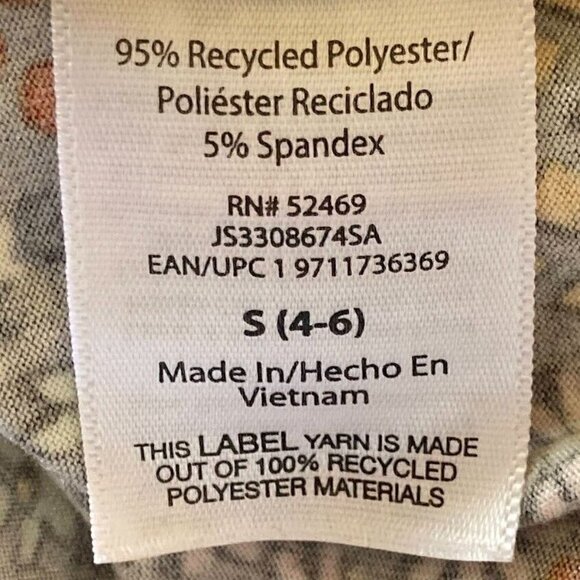 95% Recycled Polyester/
Poliéster Reciclado
5% Spandex
RN# 52469
JS3308674SA
EAN/UPC 1 9711736369
S (4-6)
Made In/Hecho En
Vietnam
THIS LABEL YARN IS MADE
OUT OF 100% RECYCLED
POLYESTER MATERIALS